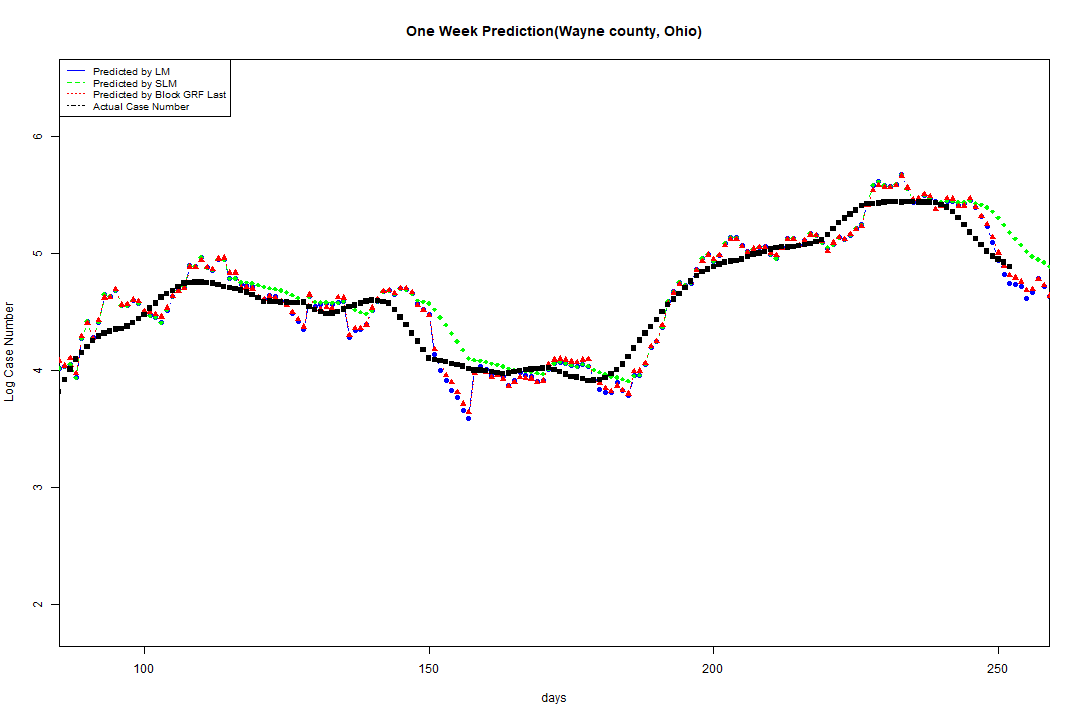 One Week Prediction(Wayne county, Ohio)
Predicted by LM
Predicted by SLM
Predicted by Block GRF Last
Actual Case Number
6
5
4
3
2
Log Case Number
100 150 200 250
days